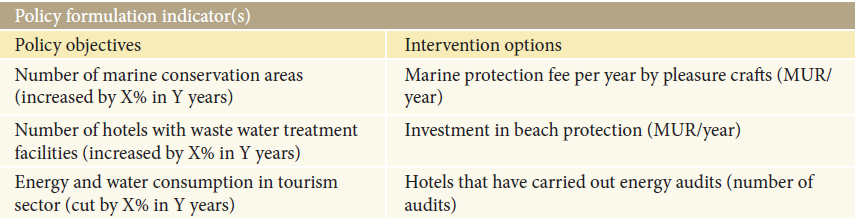 Policy formulation indicator(s)
Policy objectives
Intervention options
Number of marine conservation areas
(increased by X% in Y years)
Marine protection fee per year by pleasure crafts (MUR/
year)
Number of hotels with waste water treatment
facilities (increased by X% in Y years)
Investment in beach protection (MUR/year)
Energy and water consumption in tourism
sector (cut by X% in Y years)
Hotels that have carried out energy audits (number of
audits)